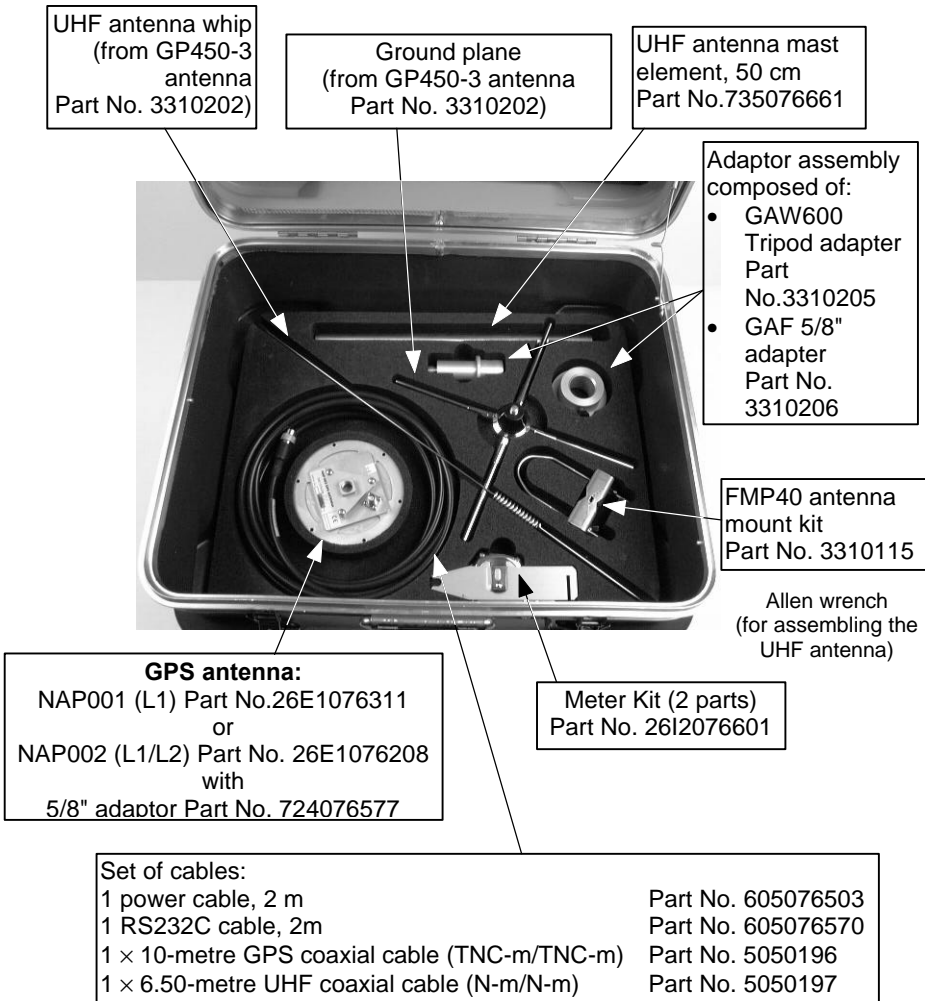 UHF antenna whip
(from GP450-3
antenna
Part No. 3310202)
Ground plane
(from GP450-3 antenna
Part No. 3310202)
UHF antenna mast
element, 50 cm
Part No.735076661
Adaptor assembly
composed of:
• GAW600
Tripod adapter
Part
No.3310205
• GAF 5/8"
adapter
Part No.
3310206
FMP40 antenna
mount kit
Part No. 3310115
Allen wrench
(for assembling the
UHF antenna)
GPS antenna:
NAP001 (L1) Part No.26E1076311
or
NAP002 (L1/L2) Part No. 26E1076208
with
5/8" adaptor Part No. 724076577
Meter Kit (2 parts)
Part No. 26I2076601
Set of cables:
1 power cable, 2 m Part No. 605076503
1 RS232C cable, 2m Part No. 605076570
1 × 10-metre GPS coaxial cable (TNC-m/TNC-m) Part No. 5050196
1 × 6.50-metre UHF coaxial cable (N-m/N-m) Part No. 5050197